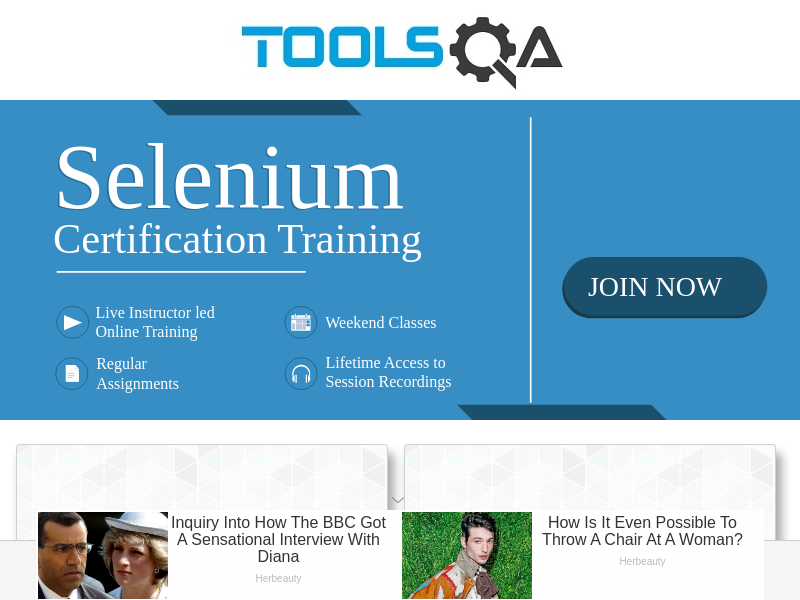 TOOLSQA
Selenium
Certification Training
JOIN NOW
Live Instructor led
Online Training
Weekend Classes
Regular
Assignments
Lifetime Access to
Session Recordings
Inquiry Into How The BBC Got
A Sensational Interview With
Diana
Herbeauty
How Is It Even Possible To
Throw A Chair At A Woman?
Herbeauty